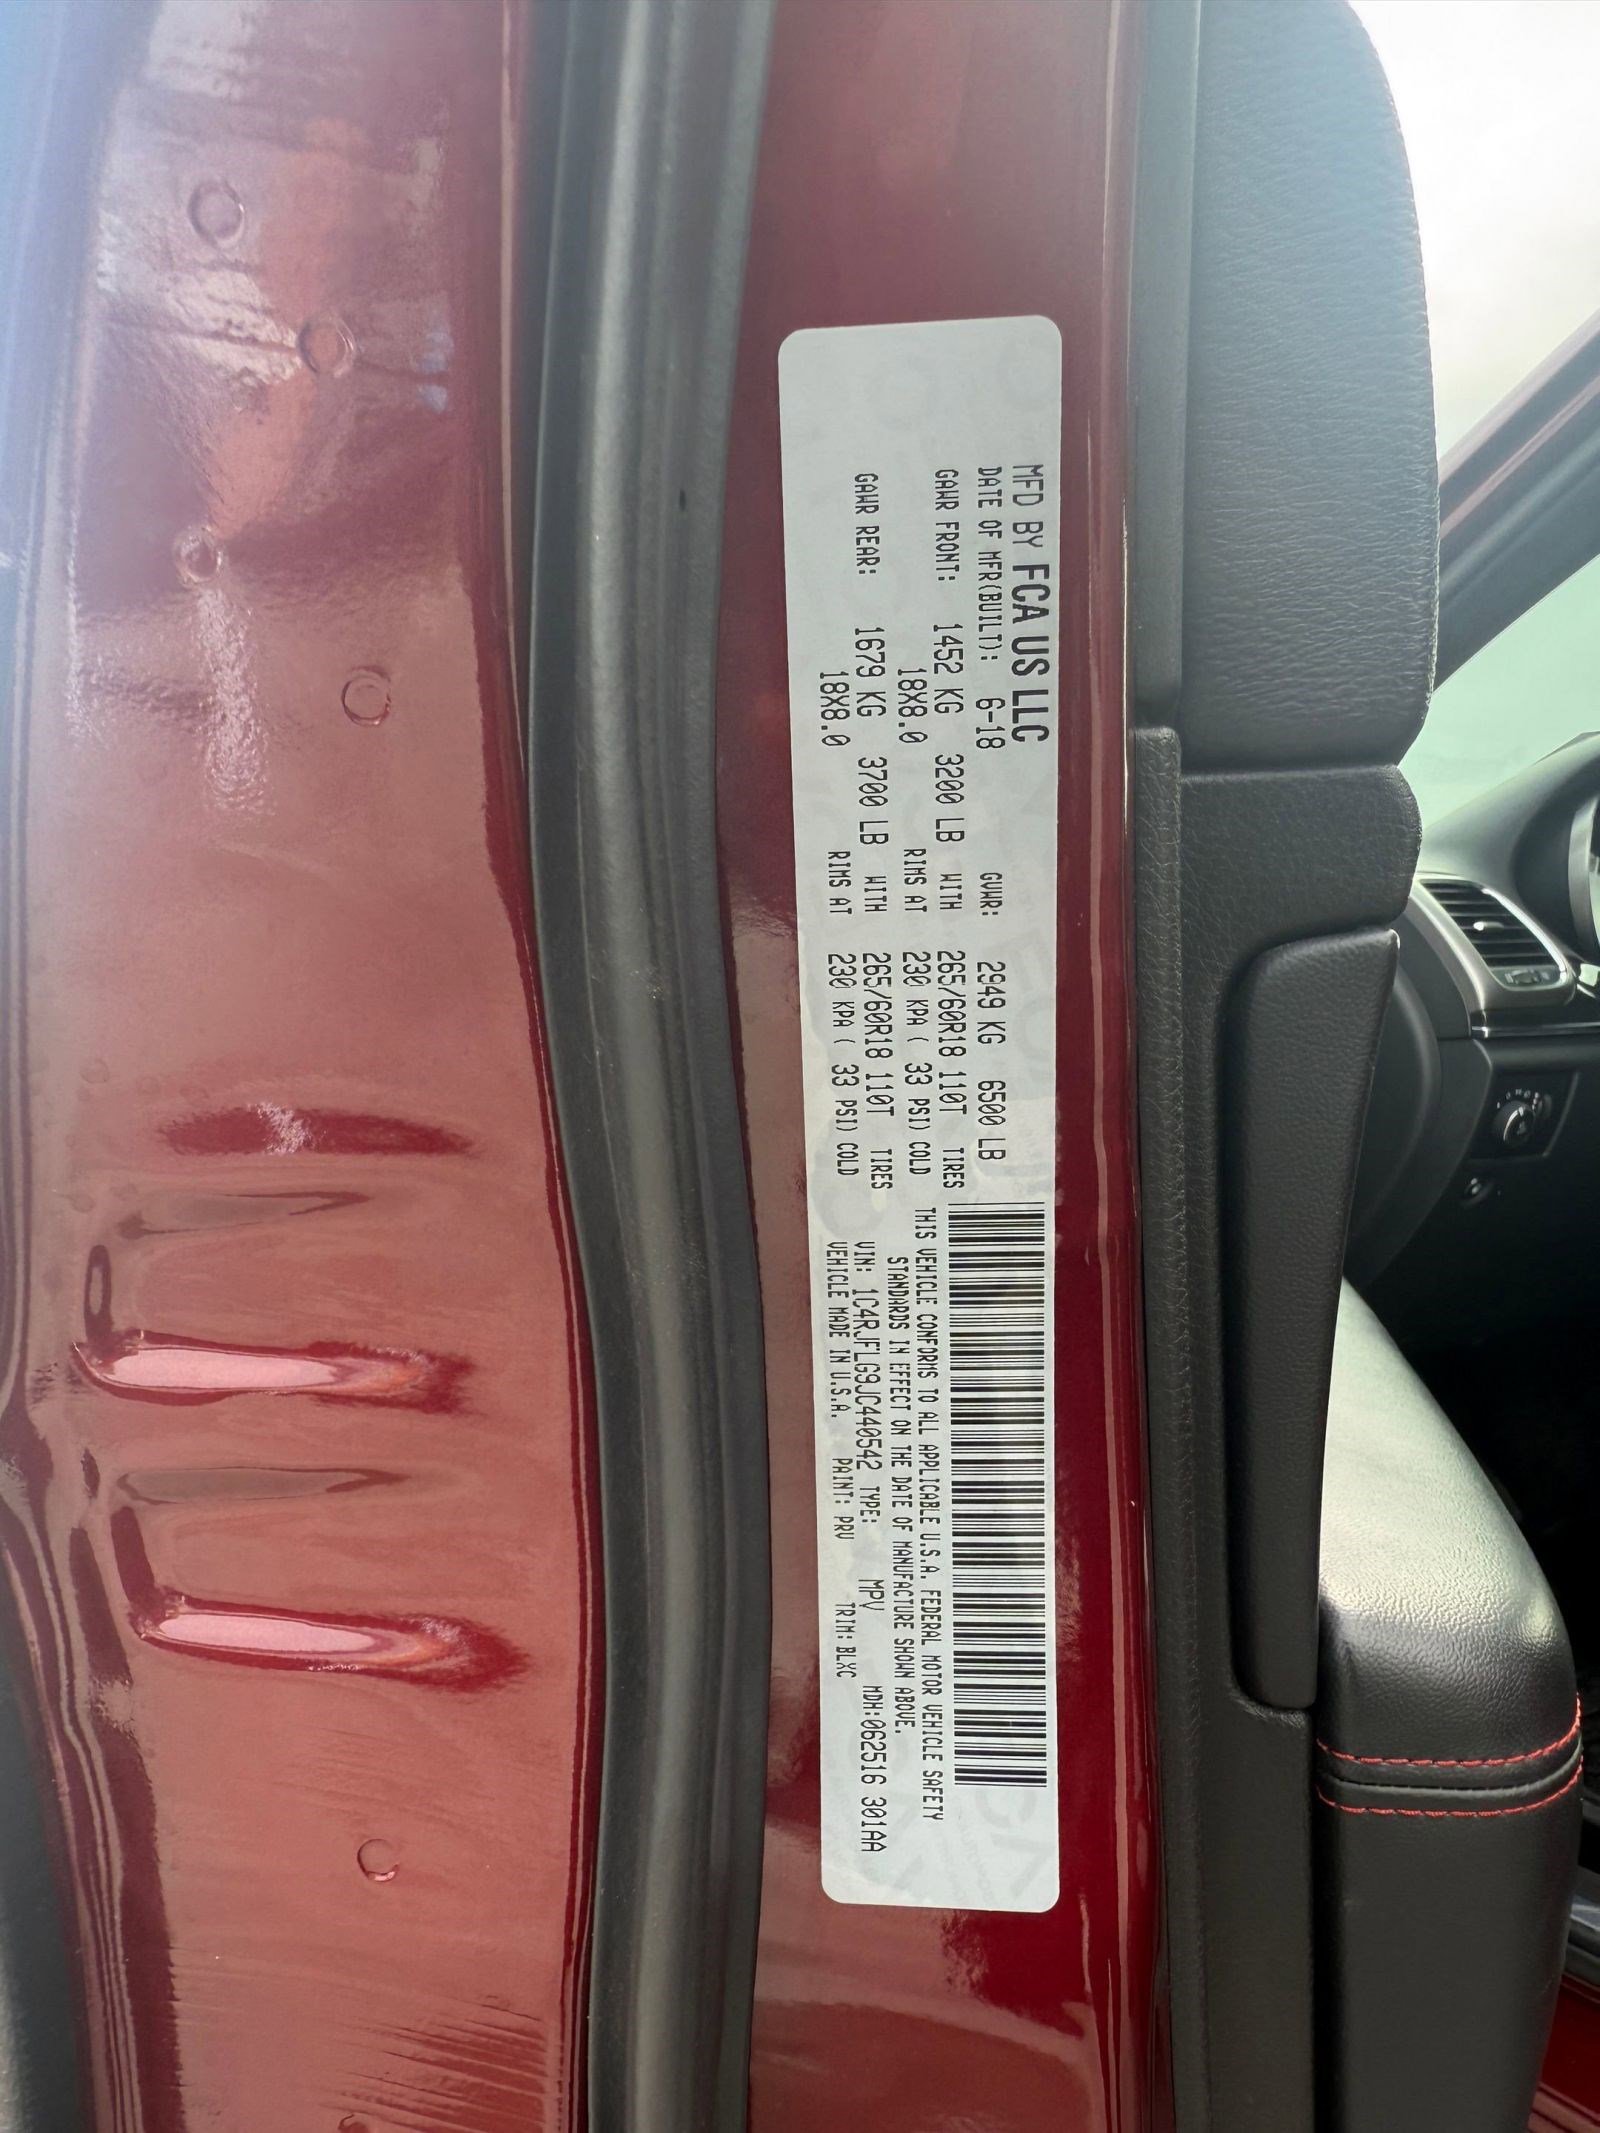 MFD BY FCA US LLC
DATE OF MFR(BUILT): 6-18 GVWR: 2949 KG 6500 LB
GAWR FRONT: 1452 KG 3200 LB WITH 265/60R18 110T TIRES
18X8.0 RIMS AT 230 KPA ( 33 PSI) COLD
GAWR REAR: 1679 KG 3700 LB WITH 265/60R18 110T TIRES
18X8.0 RIMS AT 230 KPA ( 33 PSI) COLD
THIS VEHICLE CONFORMS TO ALL APPLICABLE U.S.A. FEDERAL MOTOR VEHICLE SAFETY
STANDARDS IN EFFECT ON THE DATE OF MANUFACTURE SHOWN ABOVE.
VIN: 1C4RJFLG9JC440542 TYPE: MPV MDH:062516 301AA
VEHICLE MADE IN U.S.A. PAINT: PRV TRIM: BLXC